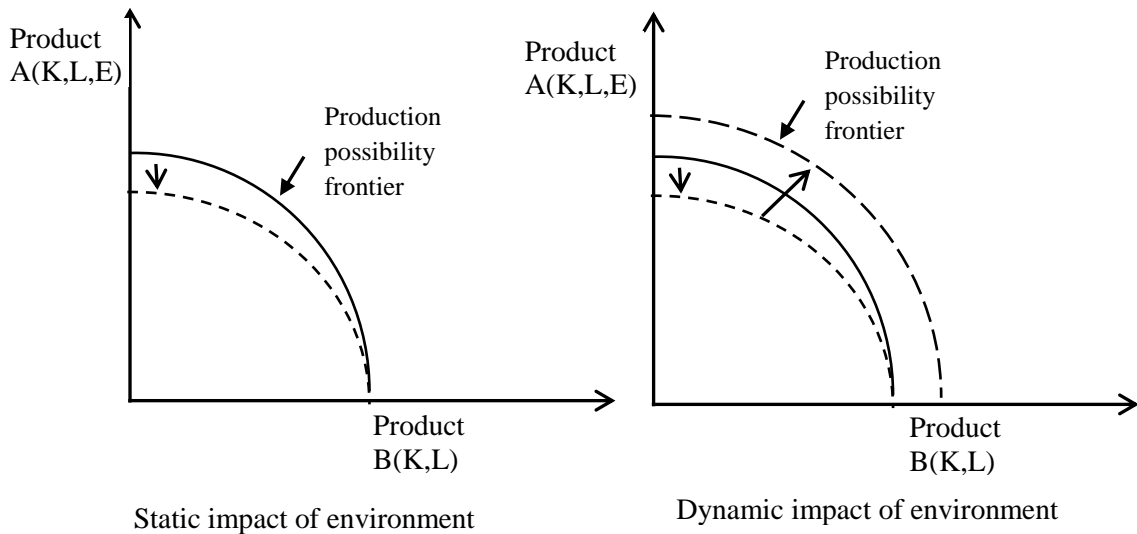 Product
A(K,L,E)
Production
possibility
frontier
Product
B(K,L)
Static impact of environment
Product
A(K,L,E)
Production
possibility
frontier
Product
B(K,L)
Dynamic impact of environment